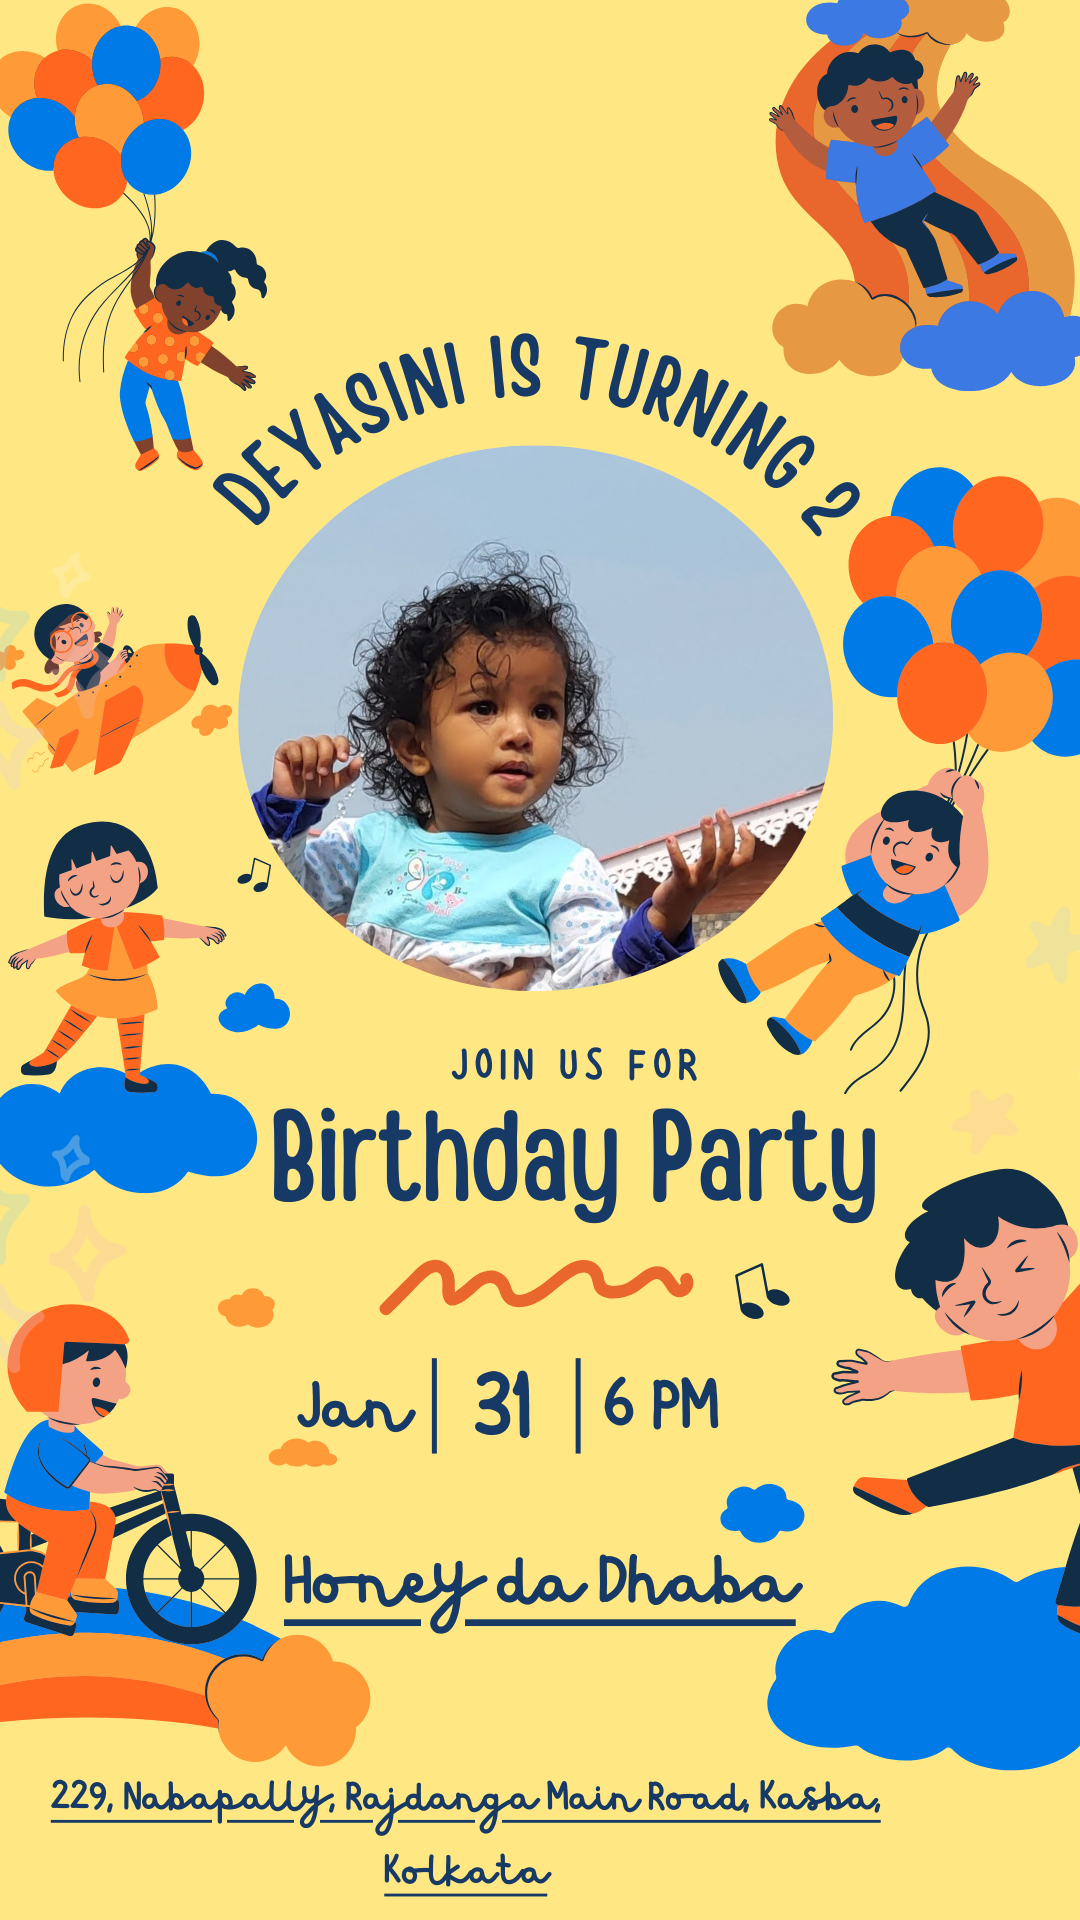 DEYASINI IS TURNING 2
JOIN US FOR
Birthday Party
Jan | 31 | 6 PM
Honey da Dhaba
229, Nabapally, Rajdanga Main Road, Kasba,
Kolkata